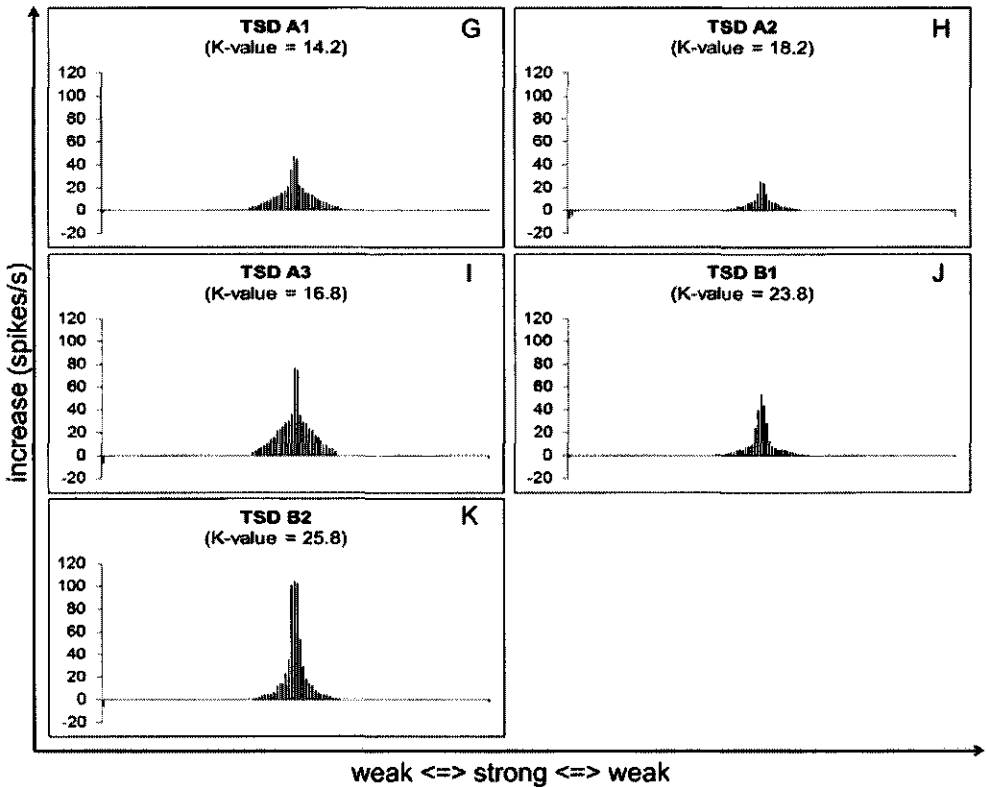 TSD A1
G
(K-value = 14.2)
120
100
80
60
40
20
0
-20
TSD A2
H
(K-value = 18.2)
120
100
80
60
40
20
0
-20
TSD A3
I
(K-value = 16.8)
120
100
80
60
40
20
0
-20
TSD B1
J
(K-value = 23.8)
120
100
80
60
40
20
0
-20
TSD B2
K
(K-value = 25.8)
120
100
80
60
40
20
0
-20
increase (spikes/s)
weak <=> strong <=> weak